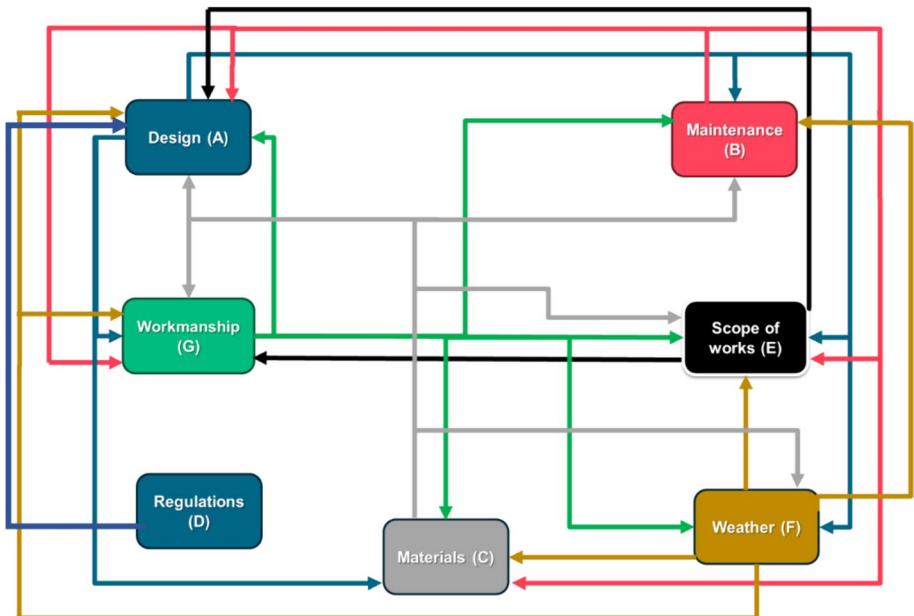 Design (A)
Maintenance
(B)
Workmanship
(G)
Scope of
works (E)
Regulations
(D)
Materials (C)
Weather (F)